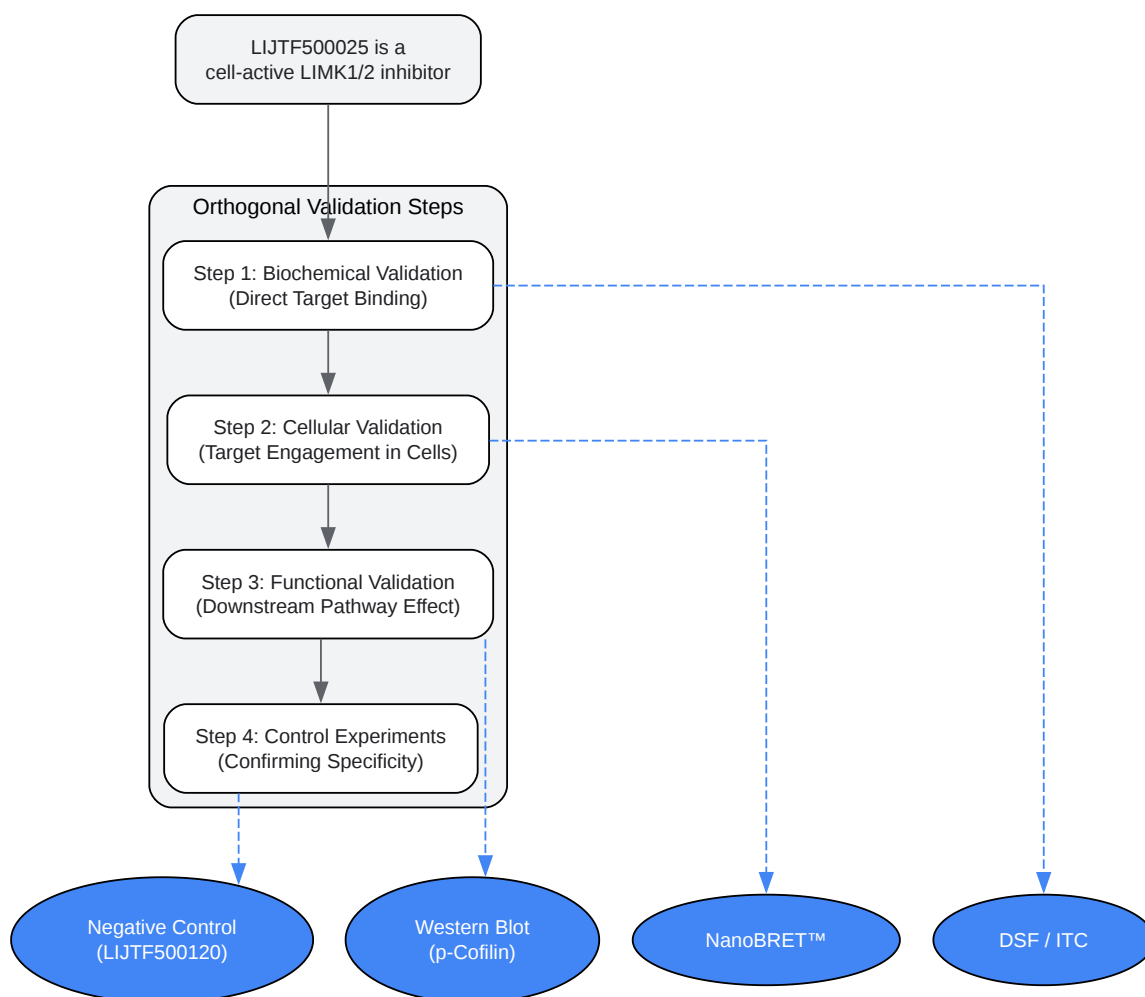 LIJTF500025 is a
cell-active LIMK1/2 inhibitor
Orthogonal Validation Steps
Step 1: Biochemical Validation
(Direct Target Binding)
Step 2: Cellular Validation
(Target Engagement in Cells)
Step 3: Functional Validation
(Downstream Pathway Effect)
Step 4: Control Experiments
(Confirming Specificity)
Negative Control
(LIJTF500120)
Western Blot
(p-Cofilin)
NanoBRET™
DSF / ITC